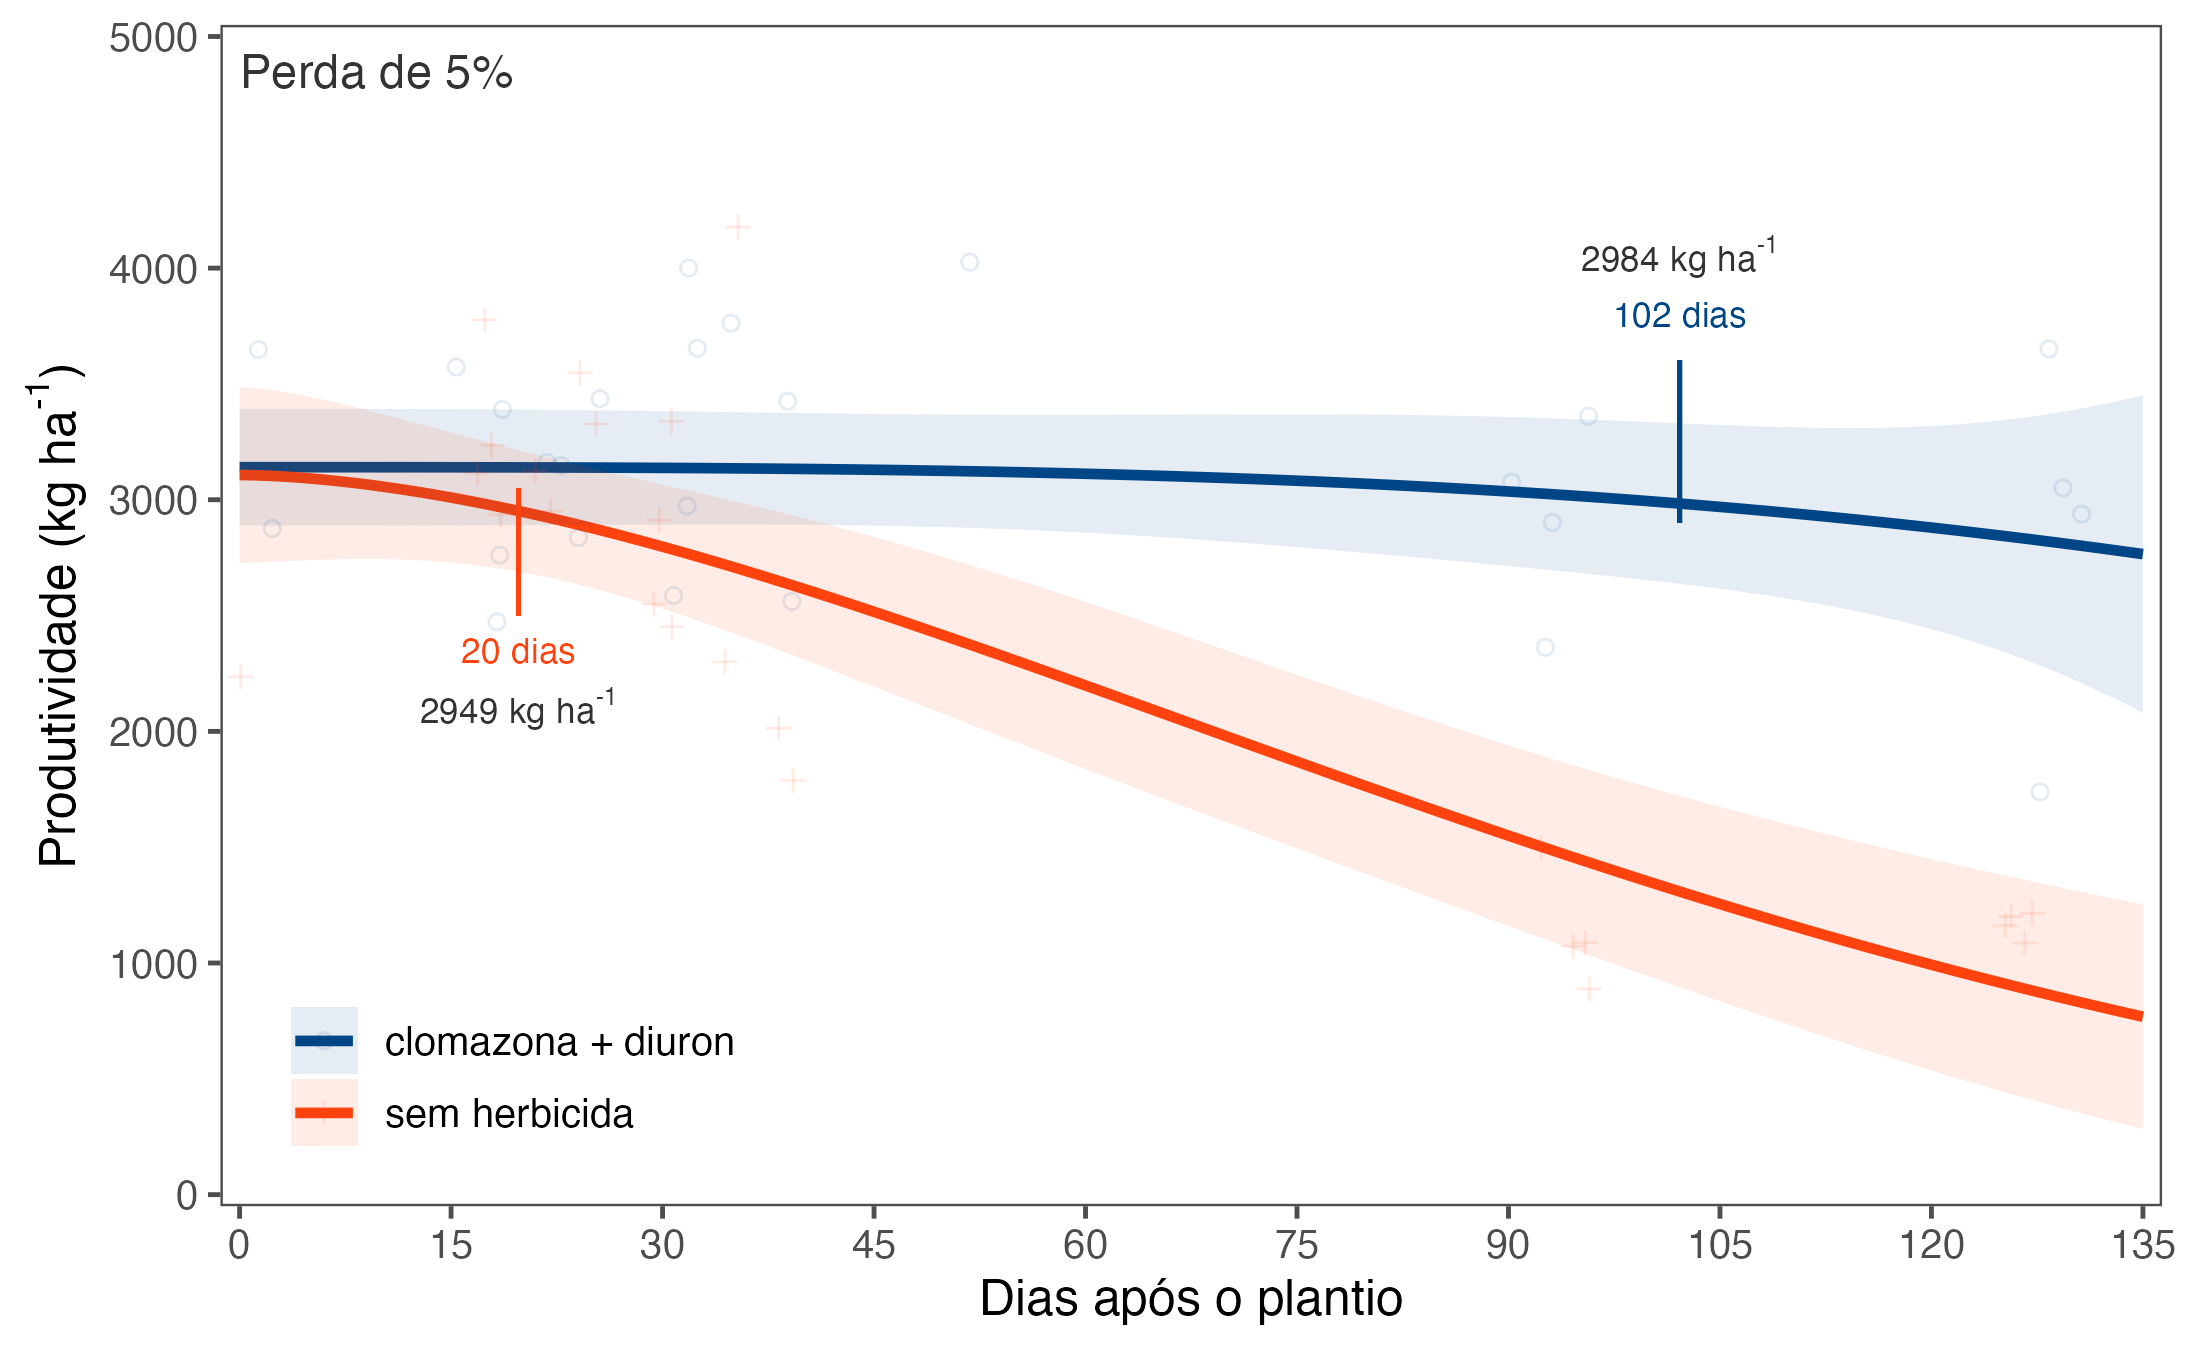 Perda de 5%
5000
4000
3000
2000
1000
0
Produtividade (kg ha-1)
2984 kg ha-1
102 dias
20 dias
2949 kg ha-1
clomazona + diuron
sem herbicida
0 15 30 45 60 75 90 105 120 135
Dias após o plantio